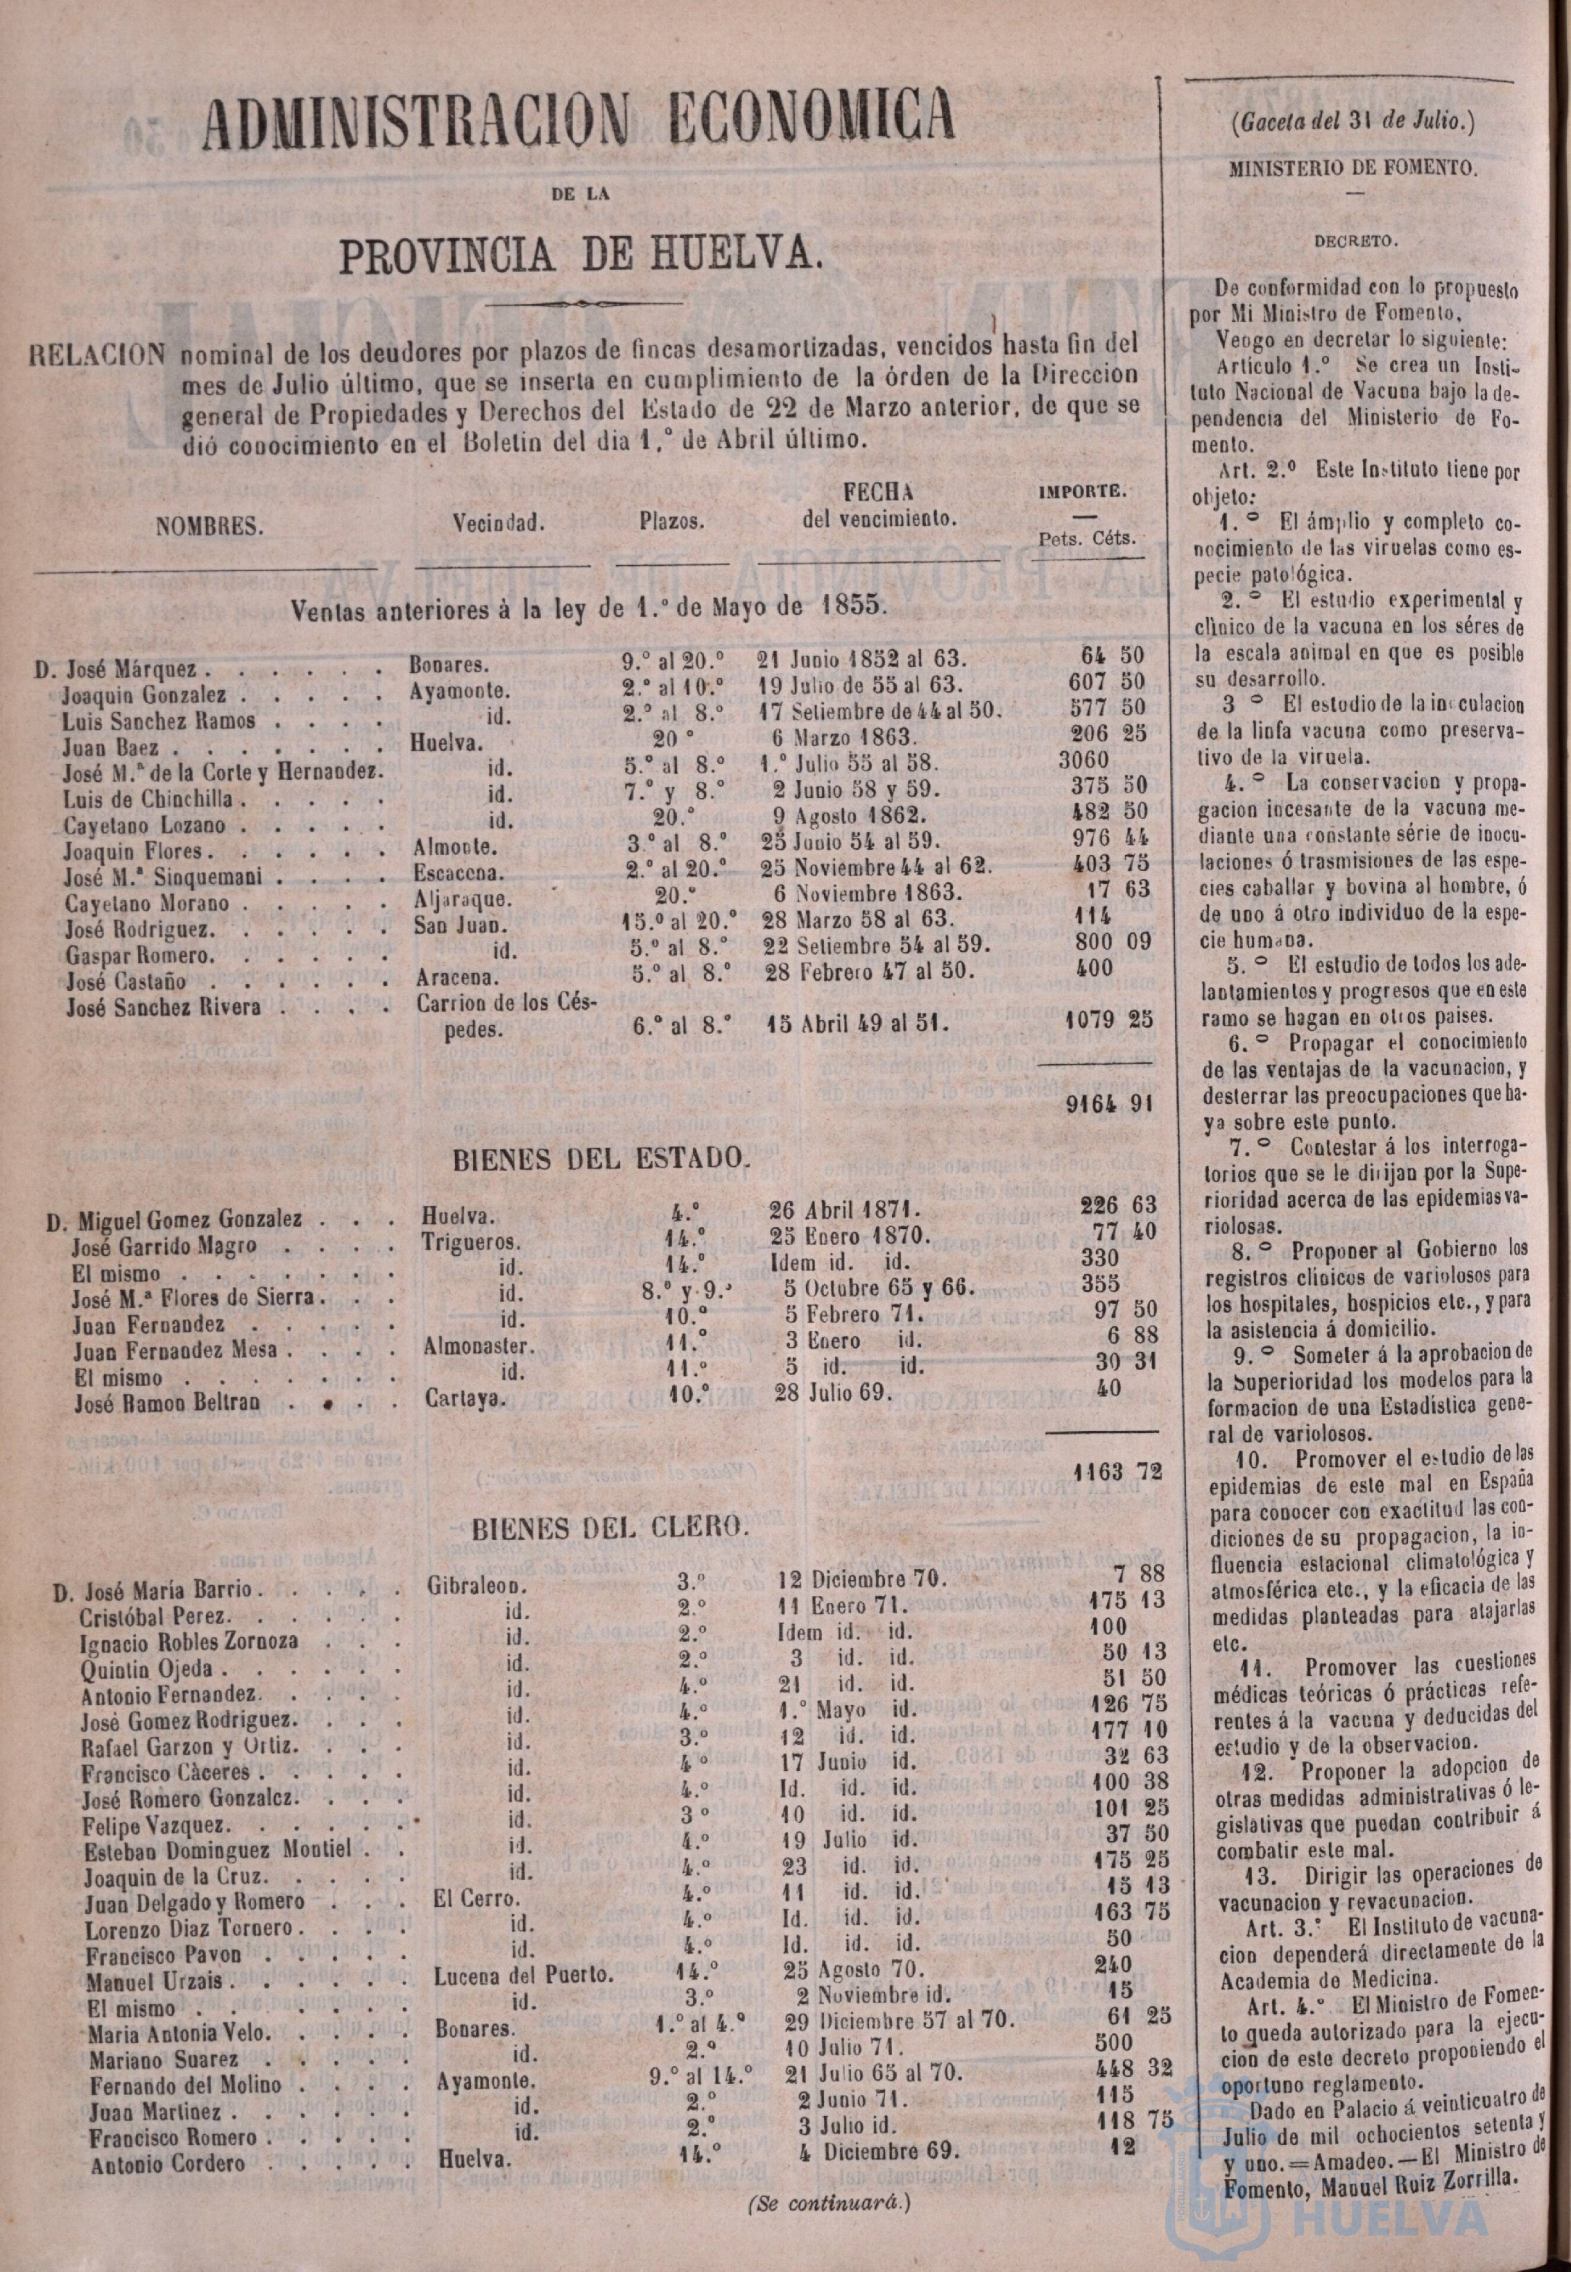 ADMINISTRACION ECONOMICA
DE LA
PROVINCIA DE HUELVA.
RELACION nominal de los deudores por plazos de fincas desamortizadas, vencidos hasta fin del
mes de Julio último, que se inserta en cumplimiento de la órden de la Direccion
general de Propiedades y Derechos del Estado de 22 de Marzo anterior, de que se
dió conocimiento en el Boletin del dia 1.º de Abril último.
NOMBRES. Vecindad. Plazos. FECHA del vencimiento. IMPORTE. Pets. Céts.
Ventas anteriores à la ley de 1.º de Mayo de 1855.
D. José Márquez . . . . . . Bonares. 9.º al 20.º 21 Junio 1852 al 63. 64 50
Joaquin Gonzalez . . . . . Ayamonte. 2.º al 10.º 19 Julio de 55 al 63. 607 50
Luis Sanchez Ramos . . . . id. 2.º al 8.º 17 Setiembre de 44 al 50. 577 50
Juan Baez . . . . . . . Huelva. 20 º 6 Marzo 1863. 206 25
José M.ª de la Corte y Hernandez. id. 5.º al 8.º 1.º Julio 55 al 58. 3060
Luis de Chinchilla . . . . . id. 7.º y 8.º 2 Junio 58 y 59. 375 50
Cayetano Lozano . . . . . id. 20.º 9 Agosto 1862. 482 50
Joaquin Flores . . . . . . Almonte. 3.º al 8.º 25 Junio 54 al 59. 976 44
José M.ª Sinquemani . . . . Escacena. 2.º al 20.º 25 Noviembre 44 al 62. 403 75
Cayetano Morano . . . . . Aljaraque. 20.º 6 Noviembre 1863. 17 63
José Rodriguez. . . . . . San Juan. 15.º al 20.º 28 Marzo 58 al 63. 114
Gaspar Romero. . . . . . id. 5.º al 8.º 22 Setiembre 54 al 59. 800 09
José Castaño . . . . . . Aracena. 5.º al 8.º 28 Febrero 47 al 50. 400
José Sanchez Rivera . . . . Carrion de los Cés-
pedes. 6.º al 8.º 15 Abril 49 al 51. 1079 25
9164 91
BIENES DEL ESTADO.
D. Miguel Gomez Gonzalez . . . Huelva. 4.º 26 Abril 1871. 226 63
José Garrido Magro . . . . Trigueros. 14.º 25 Enero 1870. 77 40
El mismo . . . . . . . id. 14.º Idem id. id. 330
José M.ª Flores de Sierra . . . id. 8.º y 9.º 5 Octubre 65 y 66. 355
Juan Fernandez . . . . . id. 10.º 5 Febrero 71. 97 50
Juan Fernandez Mesa . . . . Almonaster. 11.º 3 Enero id. 6 88
El mismo . . . . . . . id. 11.º 5 id. id. 30 31
José Ramon Beltran . . . . Cartaya. 10.º 28 Julio 69. 40
1163 72
BIENES DEL CLERO.
D. José María Barrio . . . . . Gibraleon. 3.º 12 Diciembre 70. 7 88
Cristóbal Perez. . . . . . id. 2.º 11 Enero 71. 175 13
Ignacio Robles Zornoza . . . id. 2.º Idem id. id. 100
Quintin Ojeda . . . . . . id. 2.º 3 id. id. 50 13
Antonio Fernandez. . . . . id. 4.º 21 id. id. 51 50
José Gomez Rodriguez. . . . id. 4.º 1.º Mayo id. 126 75
Rafael Garzon y Ortiz. . . . id. 3.º 12 id. id. 177 10
Francisco Càceres . . . . . id. 4.º 17 Junio id. 32 63
José Romero Gonzalez. . . . id. 4.º Id. id. id. 100 38
Felipe Vazquez. . . . . . id. 3 º 10 id. id. 101 25
Esteban Dominguez Montiel . . id. 4.º 19 Julio id. 37 50
Joaquin de la Cruz. . . . . id. 4.º 23 id. id. 175 25
Juan Delgado y Romero . . . El Cerro. 4.º 11 id. id. 15 13
Lorenzo Diaz Tornero . . . . id. 4.º Id. id. id. 163 75
Francisco Pavon . . . . . id. 4.º Id. id. id. 50
Manuel Urzais . . . . . . Lucena del Puerto. 14.º 25 Agosto 70. 240
El mismo . . . . . . . id. 3.º 2 Noviembre id. 15
Maria Antonia Velo. . . . . Bonares. 1.º al 4.º 29 Diciembre 57 al 70. 61 25
Mariano Suarez . . . . . id. 2.º 10 Julio 71. 500
Fernando del Molino . . . . Ayamonte. 9.º al 14.º 21 Julio 65 al 70. 448 32
Juan Martinez . . . . . . id. 2.º 2 Junio 71. 115
Francisco Romero . . . . . id. 2.º 3 Julio id. 118 75
Antonio Cordero . . . . . Huelva. 14.º 4 Diciembre 69. 12
(Se continuará.)
(Gaceta del 31 de Julio.)
MINISTERIO DE FOMENTO.
DECRETO.
De conformidad con lo propuesto
por Mi Ministro de Fomento,
Vengo en decretar lo siguiente:
Artículo 1.º Se crea un Insti-
tuto Nacional de Vacuna bajo la de-
pendencia del Ministerio de Fo-
mento.
Art. 2.º Este Instituto tiene por
objeto:
1.º El ámplio y completo co-
nocimiento de las viruelas como es-
pecie patológica.
2.º El estudio experimental y
clìnico de la vacuna en los séres de
la escala animal en que es posible
su desarrollo.
3 º El estudio de la inoculacion
de la linfa vacuna como preserva-
tivo de la viruela.
4.º La conservacion y propa-
gacion incesante de la vacuna me-
diante una constante série de inocu-
laciones ó trasmisiones de las espe-
cies caballar y bovina al hombre, ó
de uno á otro individuo de la espe-
cie humana.
5.º El estudio de todos los ade-
lantamientos y progresos que en este
ramo se hagan en otros paises.
6.º Propagar el conocimiento
de las ventajas de la vacunacion, y
desterrar las preocupaciones que ha-
ya sobre este punto.
7.º Contestar á los interroga-
torios que se le dirijan por la Supe-
rioridad acerca de las epidemias va-
riolosas.
8.º Proponer al Gobierno los
registros clínicos de variolosos para
los hospitales, hospicios etc., y para
la asistencia á domicilio.
9.º Someter á la aprobacion de
la Superioridad los modelos para la
formacion de una Estadística gene-
ral de variolosos.
10. Promover el estudio de las
epidemias de este mal en España
para conocer con exactitud las con-
diciones de su propagacion, la in-
fluencia estacional climatológica y
atmosférica etc., y la eficacia de las
medidas planteadas para atajarlas
etc.
11. Promover las cuestiones
médicas teóricas ó prácticas refe-
rentes á la vacuna y deducidas del
estudio y de la observacion.
12. Proponer la adopcion de
otras medidas administrativas ó le-
gislativas que puedan contribuir á
combatir este mal.
13. Dirigir las operaciones de
vacunacion y revacunacion.
Art. 3.º El Instituto de vacuna-
cion dependerá directamente de la
Academia de Medicina.
Art. 4.º El Ministro de Fomen-
to queda autorizado para la ejecu-
cion de este decreto proponiendo el
oportuno reglamento.
Dado en Palacio á veinticuatro de
Julio de mil ochocientos setenta y
y uno.=Amadeo.—El Ministro de
Fomento, Manuel Ruiz Zorrilla.
HUELVA